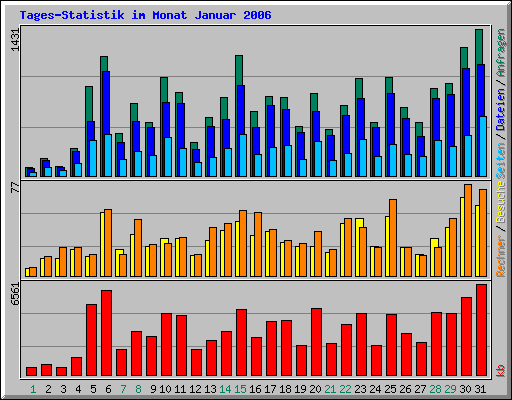 Tages-Statistik im Monat Januar 2006
1431
77
6561
Rechner / Besuche Seiten / Dateien / Anfragen
kb
1 2 3 4 5 6 7 8 9 10 11 12 13 14 15 16 17 18 19 20 21 22 23 24 25 26 27 28 29 30 31